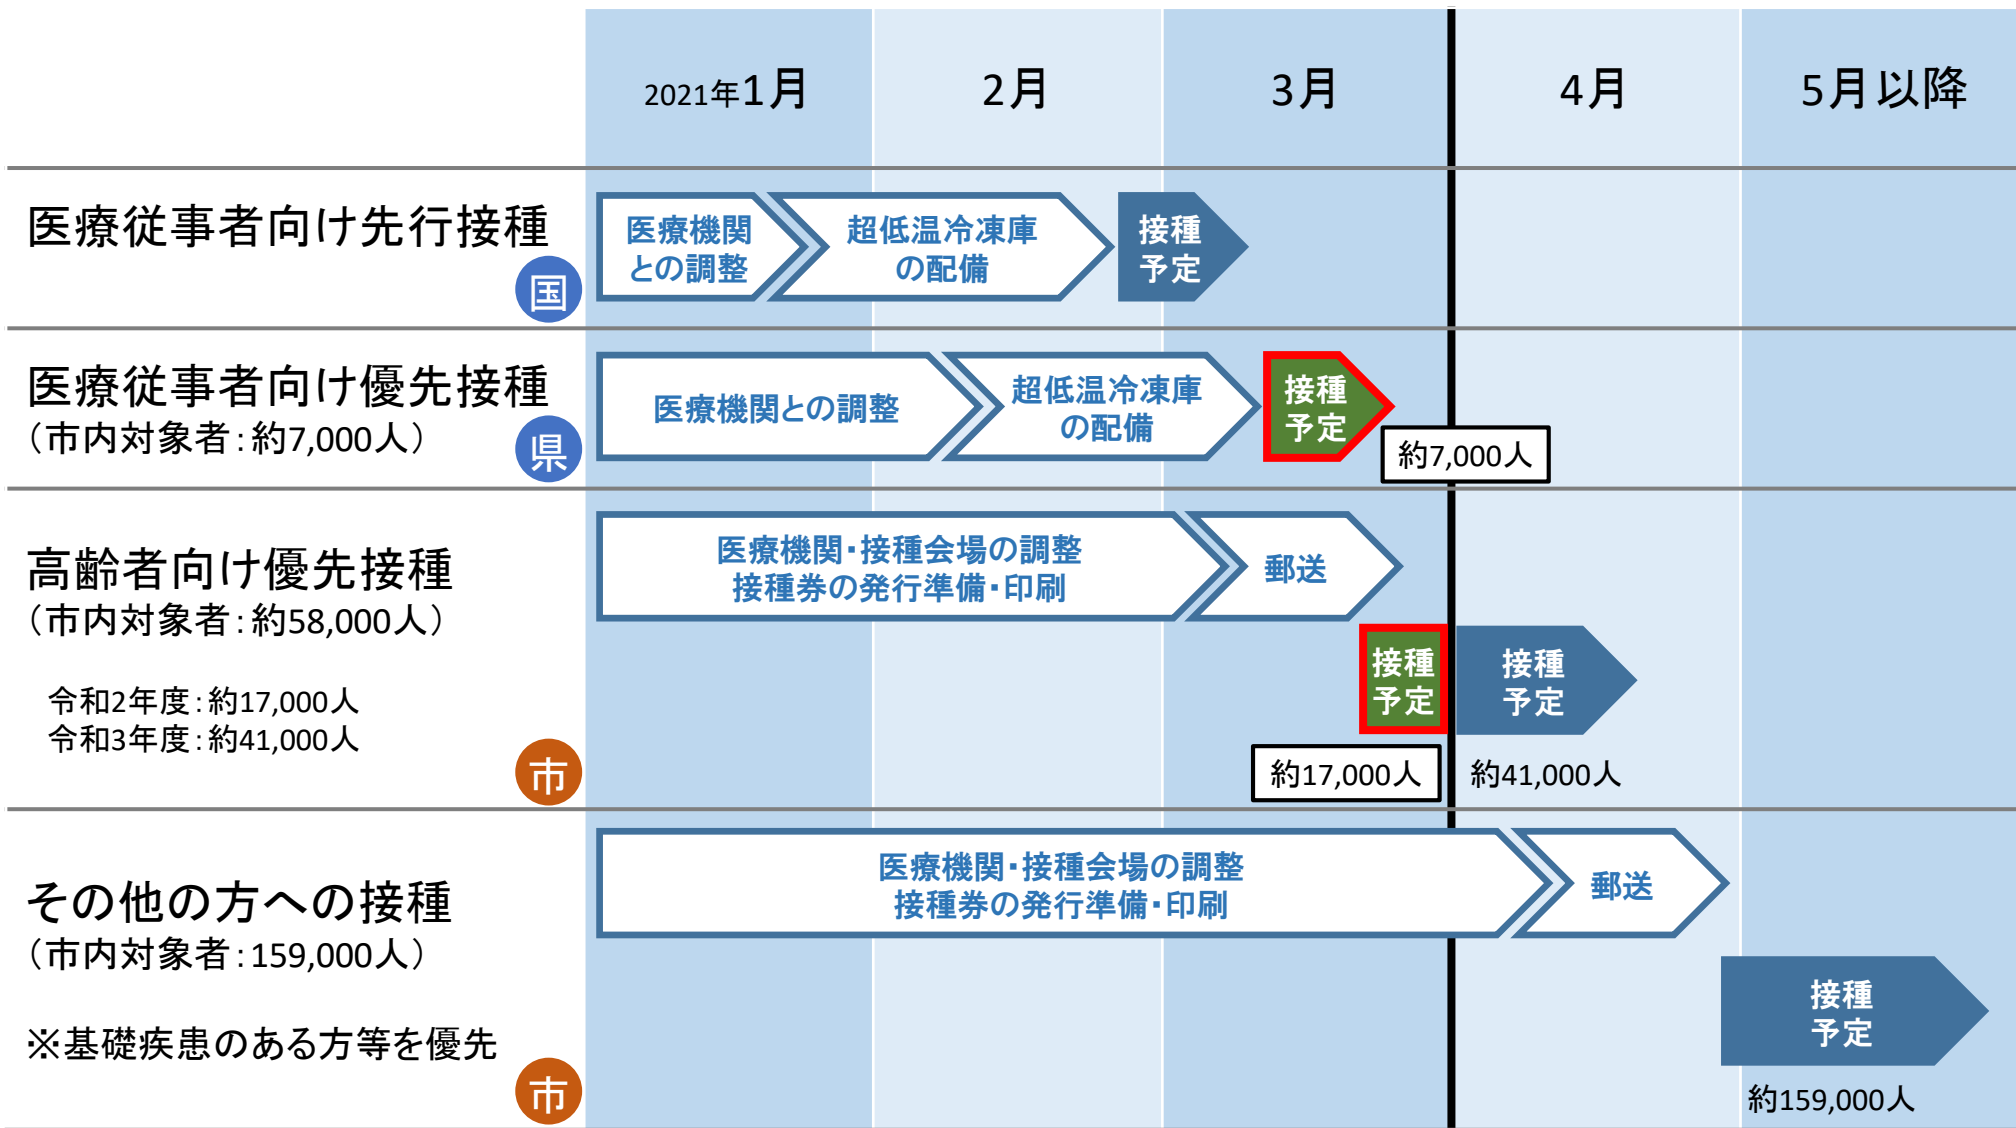 2021年1月
2月
3月
4月
5月以降
医療従事者向け先行接種
国
医療機関
との調整
超低温冷凍庫
の配備
接種
予定
医療従事者向け優先接種
（市内対象者：約7,000人）
県
医療機関との調整
超低温冷凍庫
の配備
接種
予定
約7,000人
高齢者向け優先接種
（市内対象者：約58,000人）
令和2年度：約17,000人
令和3年度：約41,000人
市
医療機関・接種会場の調整
接種券の発行準備・印刷
郵送
接種
予定
約17,000人
接種
予定
約41,000人
その他の方への接種
（市内対象者：159,000人）
※基礎疾患のある方等を優先
市
医療機関・接種会場の調整
接種券の発行準備・印刷
郵送
接種
予定
約159,000人